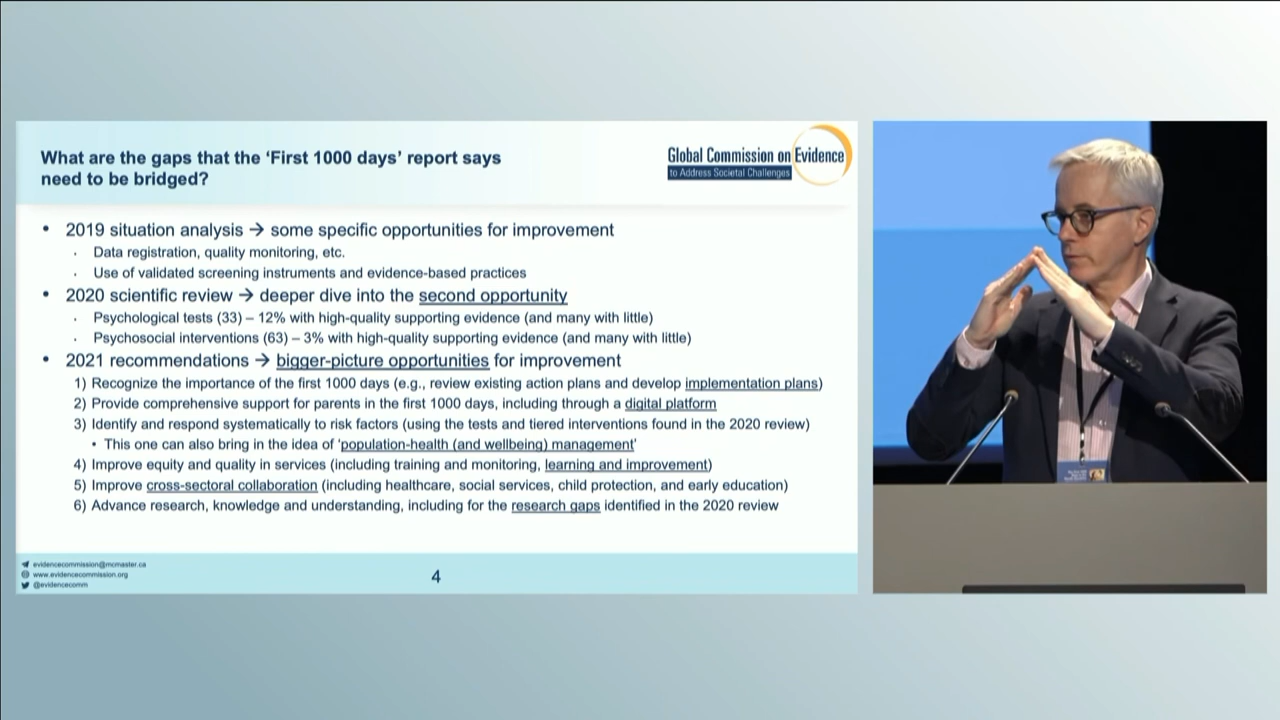 What are the gaps that the ‘First 1000 days’ report says
need to be bridged?
Global Commission on Evidence
to Address Societal Challenges
• 2019 situation analysis → some specific opportunities for improvement
· Data registration, quality monitoring, etc.
· Use of validated screening instruments and evidence-based practices
• 2020 scientific review → deeper dive into the second opportunity
· Psychological tests (33) – 12% with high-quality supporting evidence (and many with little)
· Psychosocial interventions (63) – 3% with high-quality supporting evidence (and many with little)
• 2021 recommendations → bigger-picture opportunities for improvement
1) Recognize the importance of the first 1000 days (e.g., review existing action plans and develop implementation plans)
2) Provide comprehensive support for parents in the first 1000 days, including through a digital platform
3) Identify and respond systematically to risk factors (using the tests and tiered interventions found in the 2020 review)
• This one can also bring in the idea of ‘population-health (and wellbeing) management’
4) Improve equity and quality in services (including training and monitoring, learning and improvement)
5) Improve cross-sectoral collaboration (including healthcare, social services, child protection, and early education)
6) Advance research, knowledge and understanding, including for the research gaps identified in the 2020 review
evidencecommission@mcmaster.ca
www.evidencecommission.org
@evidencecomm
4